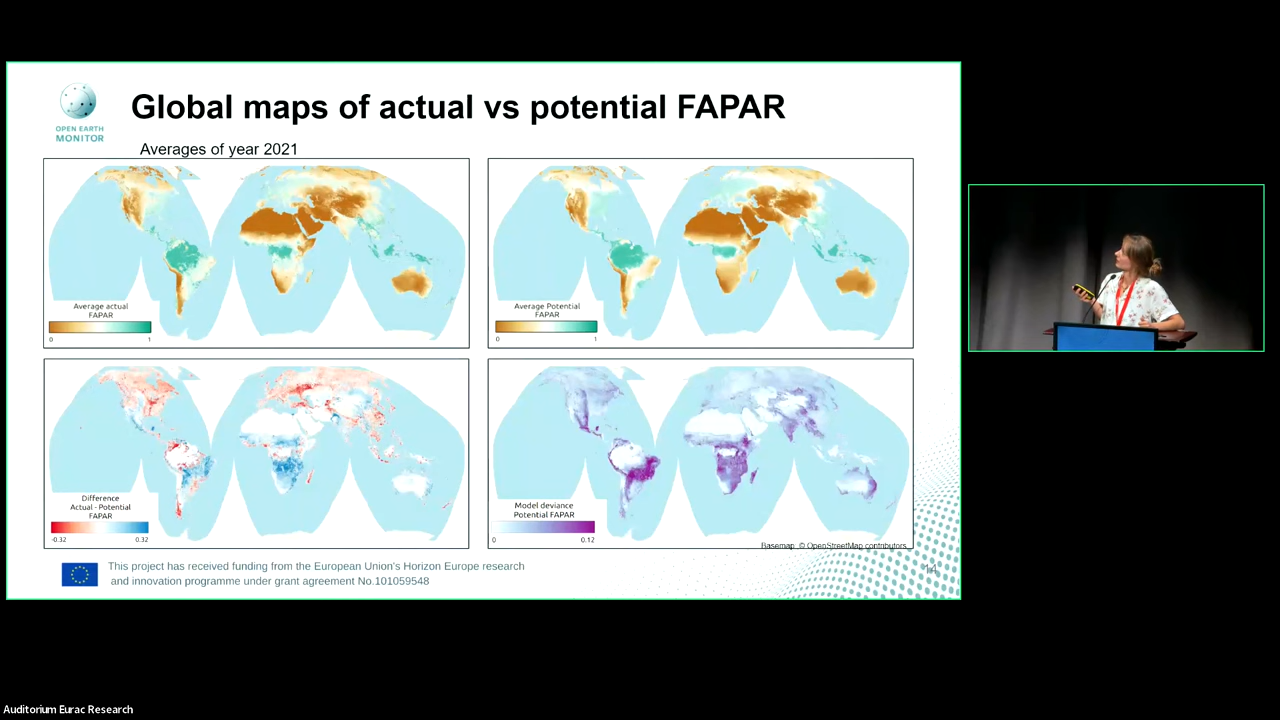 Global maps of actual vs potential FAPAR
OPEN EARTH
MONITOR
Averages of year 2021
Average actual
FAPAR
0 1
Average Potential
FAPAR
0 1
Difference
Actual - Potential
FAPAR
-0.32 0.32
Model deviance
Potential FAPAR
0 0.12
Basemap: © OpenStreetMap contributors
This project has received funding from the European Union's Horizon Europe research
and innovation programme under grant agreement No.101059548
14
Auditorium Eurac Research